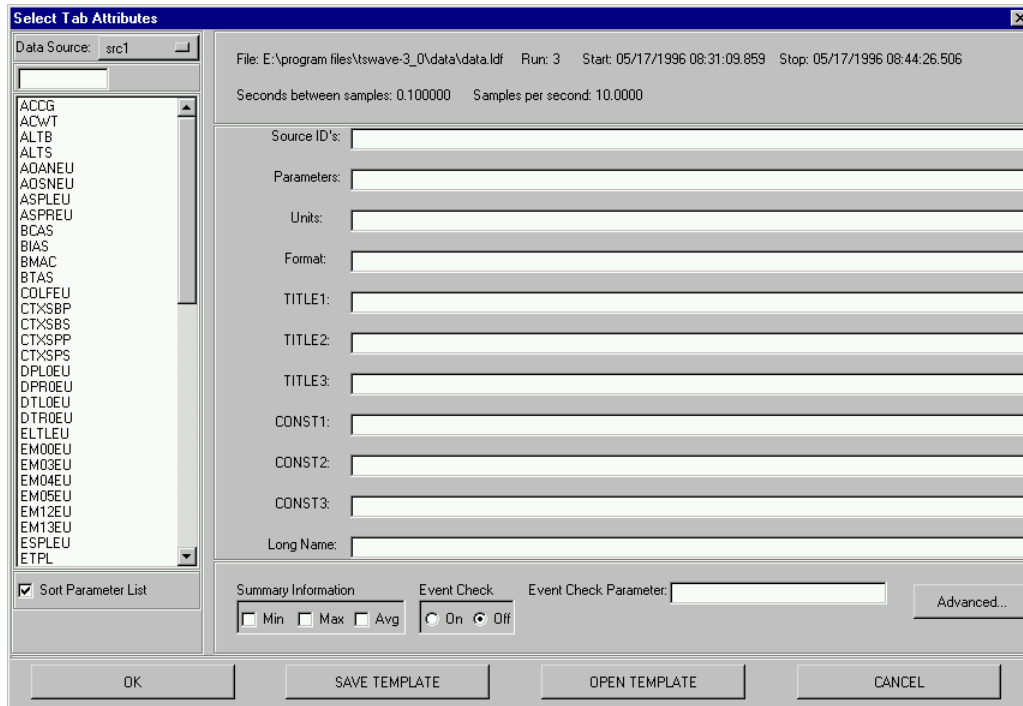 Select Tab Attributes
Data Source: src1
File: E:\program files\tswave-3_0\data\data.ldf Run: 3 Start: 05/17/1996 08:31:09.859 Stop: 05/17/1996 08:44:26.506
Seconds between samples: 0.100000 Samples per second: 10.0000
ACCG
ACWT
ALTB
ALTS
AOANEU
AOSNEU
ASPLEU
ASPREU
BCAS
BIAS
BMAC
BTAS
COLFEU
CTXSBP
CTXSBS
CTXSPP
CTXSPS
DPL0EU
DPR0EU
DTL0EU
DTR0EU
ELTLEU
EM00EU
EM03EU
EM04EU
EM05EU
EM12EU
EM13EU
ESPLEU
ETPL
Sort Parameter List
Source ID's:
Parameters:
Units:
Format:
TITLE1:
TITLE2:
TITLE3:
CONST1:
CONST2:
CONST3:
Long Name:
Summary Information
Min Max Avg
Event Check
On Off
Event Check Parameter:
Advanced...
OK
SAVE TEMPLATE
OPEN TEMPLATE
CANCEL